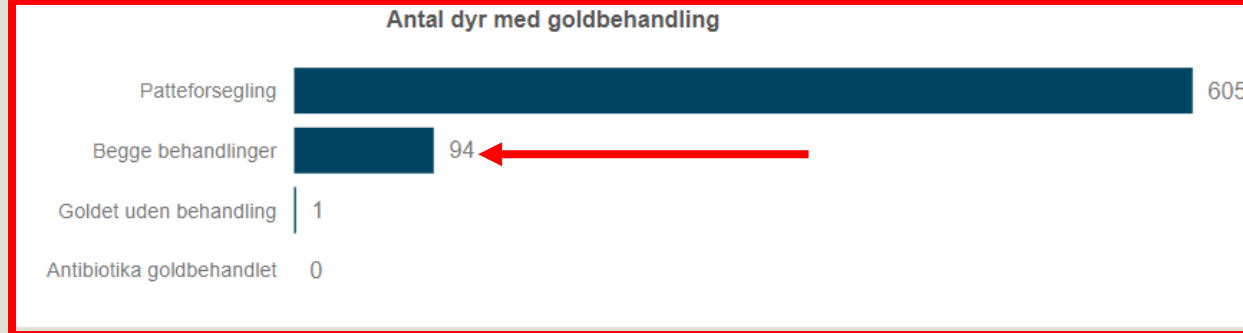 Antal dyr med goldbehandling
Patteforsegling 605
Begge behandlinger 94
Goldet uden behandling 1
Antibiotika goldbehandlet 0